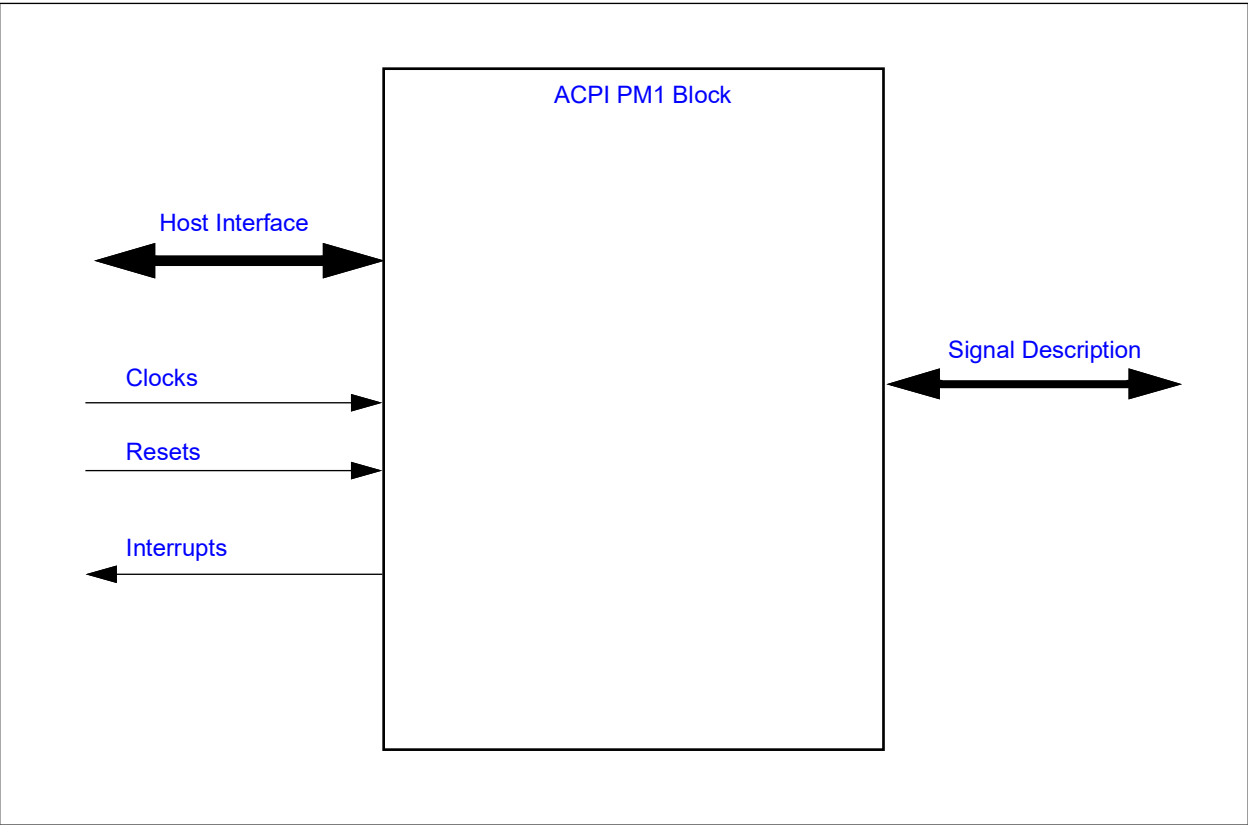 ACPI PM1 Block
Host Interface
Signal Description
Clocks
Resets
Interrupts